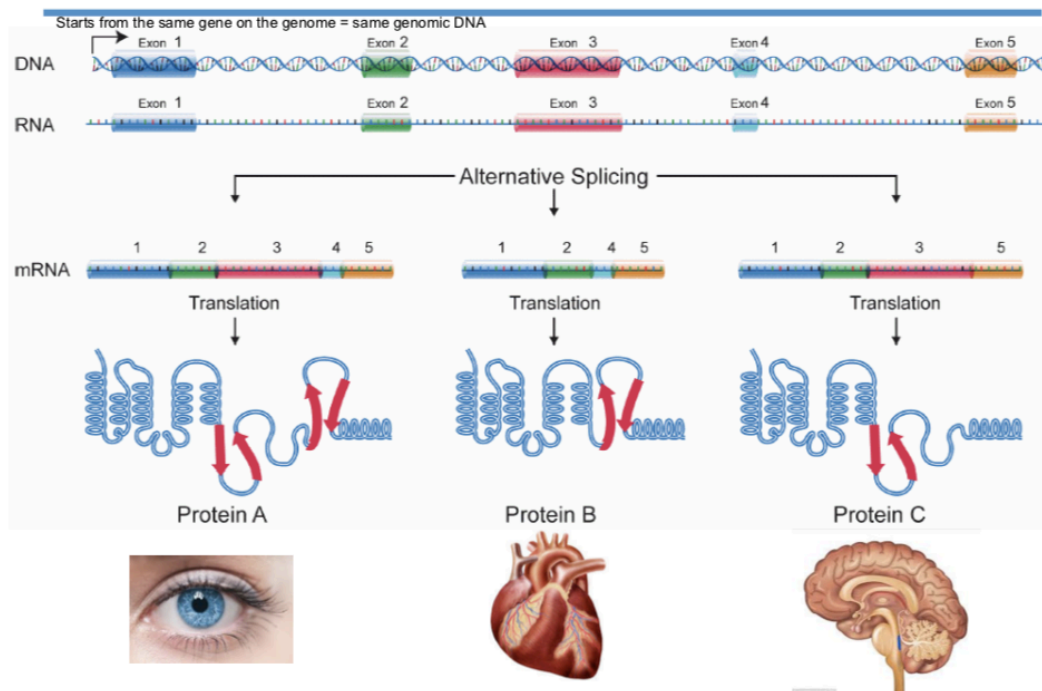 Starts from the same gene on the genome = same genomic DNA
Exon 1 Exon 2 Exon 3 Exon 4 Exon 5
DNA
Exon 1 Exon 2 Exon 3 Exon 4 Exon 5
RNA
Alternative Splicing
1 2 3 4 5 1 2 4 5 1 2 3 5
mRNA
Translation Translation Translation
Protein A Protein B Protein C